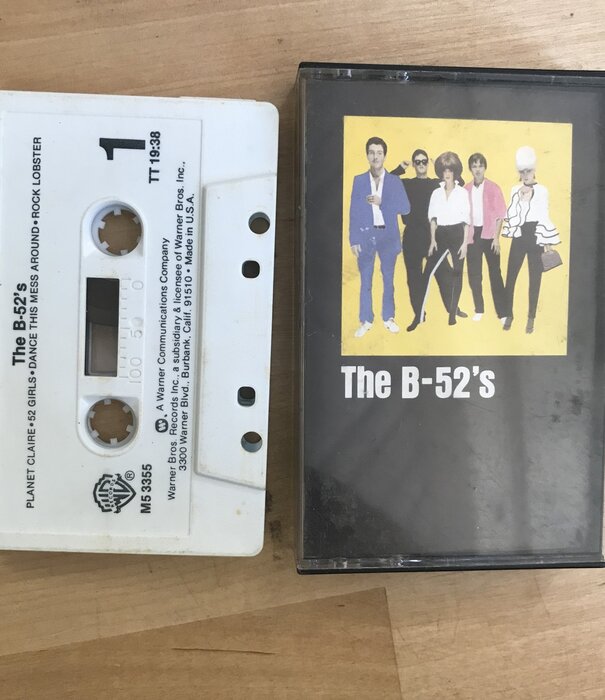 The B-52's
PLANET CLAIRE • 52 GIRLS • DANCE THIS MESS AROUND • ROCK LOBSTER
1
TT 19:38
100 50 0
M5 3355
®
A Warner Communications Company
Warner Bros. Records Inc., a subsidiary & licensee of Warner Bros. Inc.,
3300 Warner Blvd., Burbank, Calif. 91510 • Made in U.S.A.
The B-52's